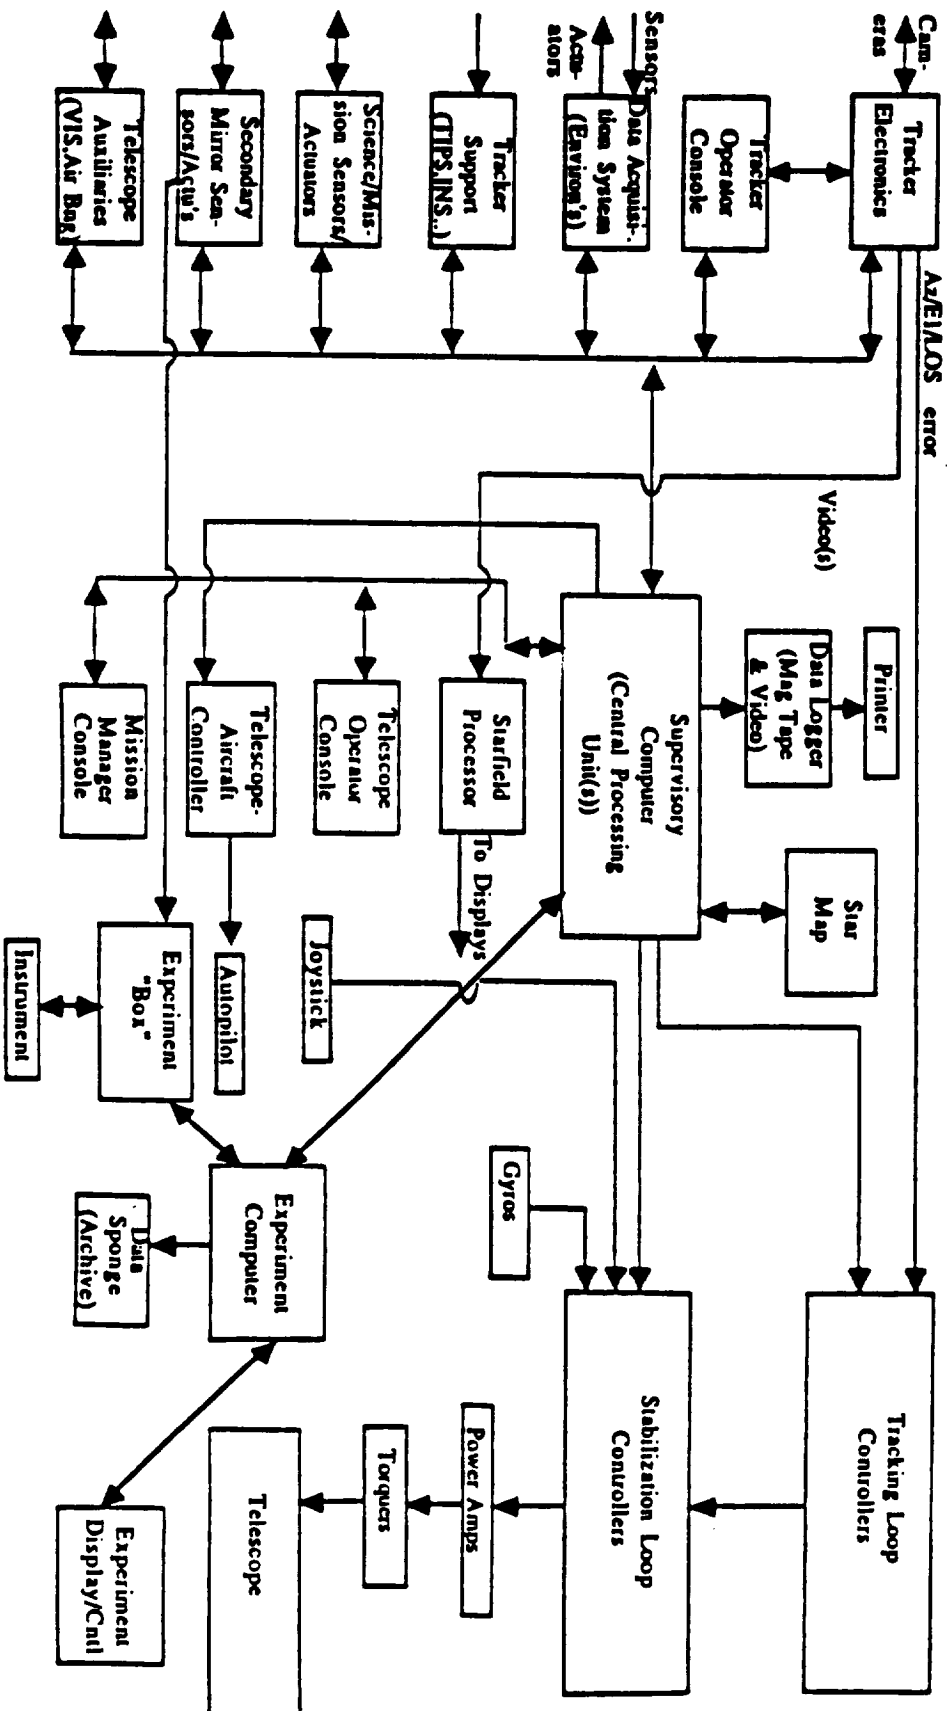 Cam-
eras
Tracker
Electronics
Az/El/LOS error
Tracker
Operator
Console
Sensors
Actu-
ators
Data Acquisi-
tion System
(Environ's)
Tracker
Support
(TIPS,INS..)
Science/Mis-
sion Sensors/
Actuators
Secondary
Mirror Sen-
sors/Actu's
Telescope
Auxiliaries
(VIS.Air Bnr)
Video(s)
Printer
Data Logger
(Mag Tape
& Video)
Star
Map
Supervisory
Computer
(Central Processing
Unit(s))
Starfield
Processor
To Displays
Telescope
Operator
Console
Telescope-
Aircraft
Controller
Mission
Manager
Console
Joystick
Autopilot
Experiment
"Box"
Instrument
Gyros
Experiment
Computer
Data
Sponge
(Archive)
Tracking Loop
Controllers
Stabilization Loop
Controllers
Power Amps
Torquers
Telescope
Experiment
Display/Cntl